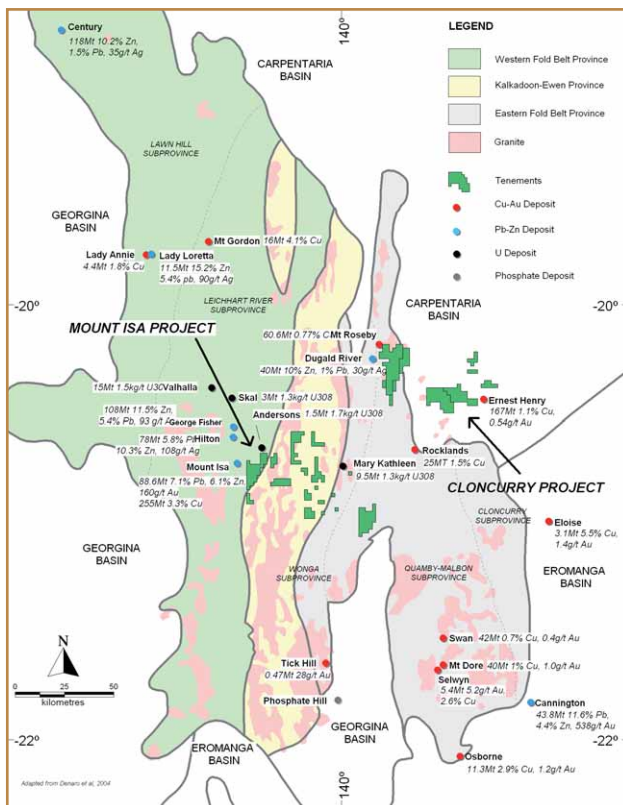 Century
118Mt 10.2% Zn,
1.5% Pb, 35g/t Ag
140°
CARPENTARIA
BASIN
LEGEND
Western Fold Belt Province
Kalkadoon-Ewen Province
Eastern Fold Belt Province
Granite
Tenements
Cu-Au Deposit
Pb-Zn Deposit
U Deposit
Phosphate Deposit
LAWN HILL
SUBPROVINCE
GEORGINA
BASIN
Mt Gordon 16Mt 4.1% Cu
Lady Annie
4.4Mt 1.8% Cu
Lady Loretta
11.5Mt 15.2% Zn,
5.4% pb, 90g/t Ag
-20°
-20°
LEICHHART RIVER
SUBPROVINCE
CARPENTARIA
BASIN
MOUNT ISA PROJECT
Mt Roseby
60.6Mt 0.77% C
Dugald River
40Mt 10% Zn, 1% Pb, 30g/t Ag
Valhalla
15Mt 1.5kg/t U30
Skal 3Mt 1.3kg/t U308
Andersons 1.5Mt 1.7kg/t U308
Ernest Henry
167Mt 1.1% Cu,
0.54g/t Au
George Fisher
108Mt 11.5% Zn,
5.4% Pb, 93 g/t A
Hilton
78Mt 5.8% P
10.3% Zn, 108g/t Ag
Mount Isa
88.6Mt 7.1% Pb, 6.1% Zn,
160g/t Au
255Mt 3.3% Cu
Mary Kathleen
9.5Mt 1.3kg/t U308
Rocklands
25MT 1.5% Cu
CLONCURRY PROJECT
CLONCURRY
SUBPROVINCE
Eloise
3.1Mt 5.5% Cu,
1.4g/t Au
GEORGINA
BASIN
WONGA
SUBPROVINCE
QUAMBY-MALBON
SUBPROVINCE
EROMANGA
BASIN
N
Swan 42Mt 0.7% Cu, 0.4g/t Au
Mt Dore 40Mt 1% Cu, 1.0g/t Au
Selwyn
5.4Mt 5.2g/t Au,
2.6% Cu
Tick Hill
0.47Mt 28g/t Au
0 25 50
kilometres
Phosphate Hill
GEORGINA
BASIN
Cannington
43.8Mt 11.6% Pb,
4.4% Zn, 538g/t Au
-22°
-22°
EROMANGA
BASIN
Osborne
11.3Mt 2.9% Cu, 1.2g/t Au
140°
Adapted from Denaro et al, 2004